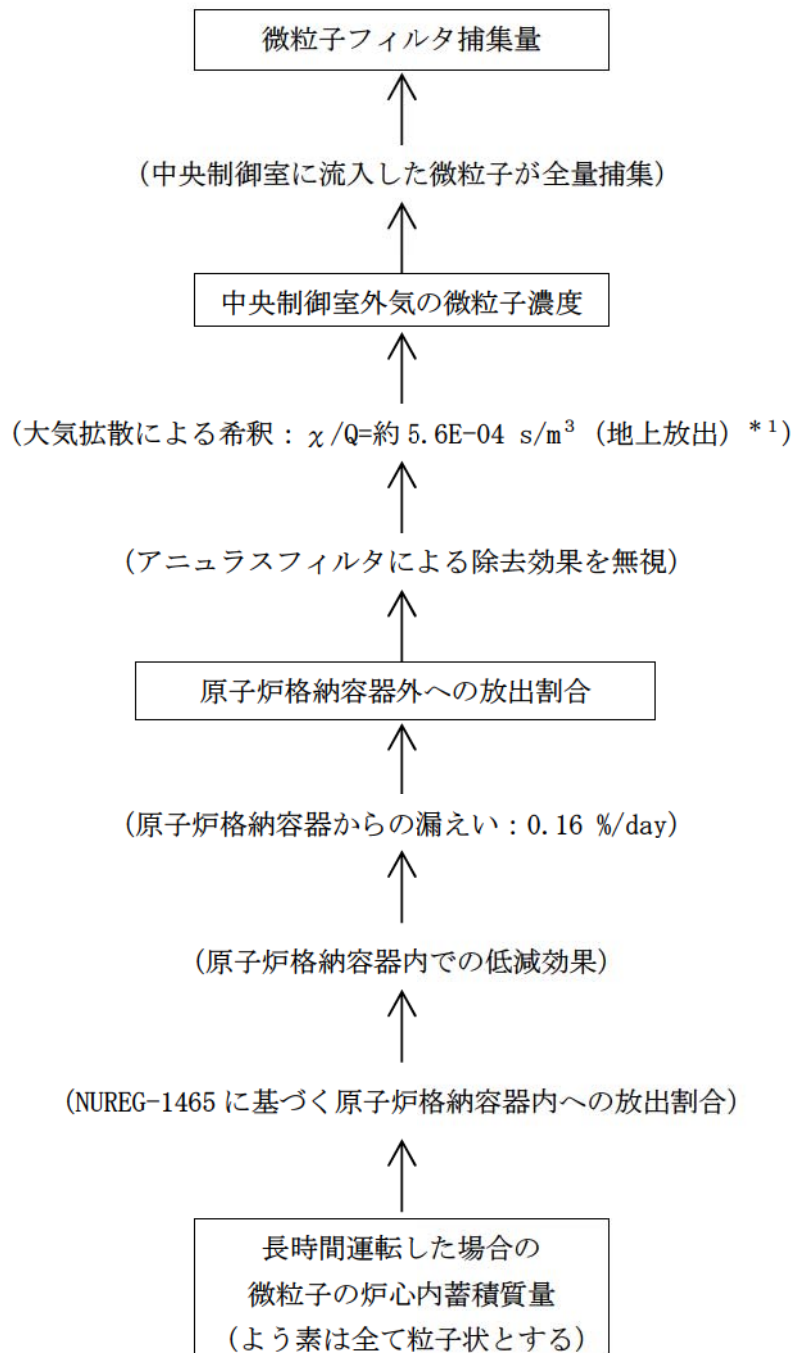 微粒子フィルタ捕集量
(中央制御室に流入した微粒子が全量捕集)
中央制御室外気の微粒子濃度
(大気拡散による希釈：χ/Q=約 5.6E-04 s/m³（地上放出）＊¹)
(アニュラスフィルタによる除去効果を無視)
原子炉格納容器外への放出割合
(原子炉格納容器からの漏えい：0.16 %/day)
(原子炉格納容器内での低減効果)
(NUREG-1465 に基づく原子炉格納容器内への放出割合)
長時間運転した場合の
微粒子の炉心内蓄積質量
（よう素は全て粒子状とする）